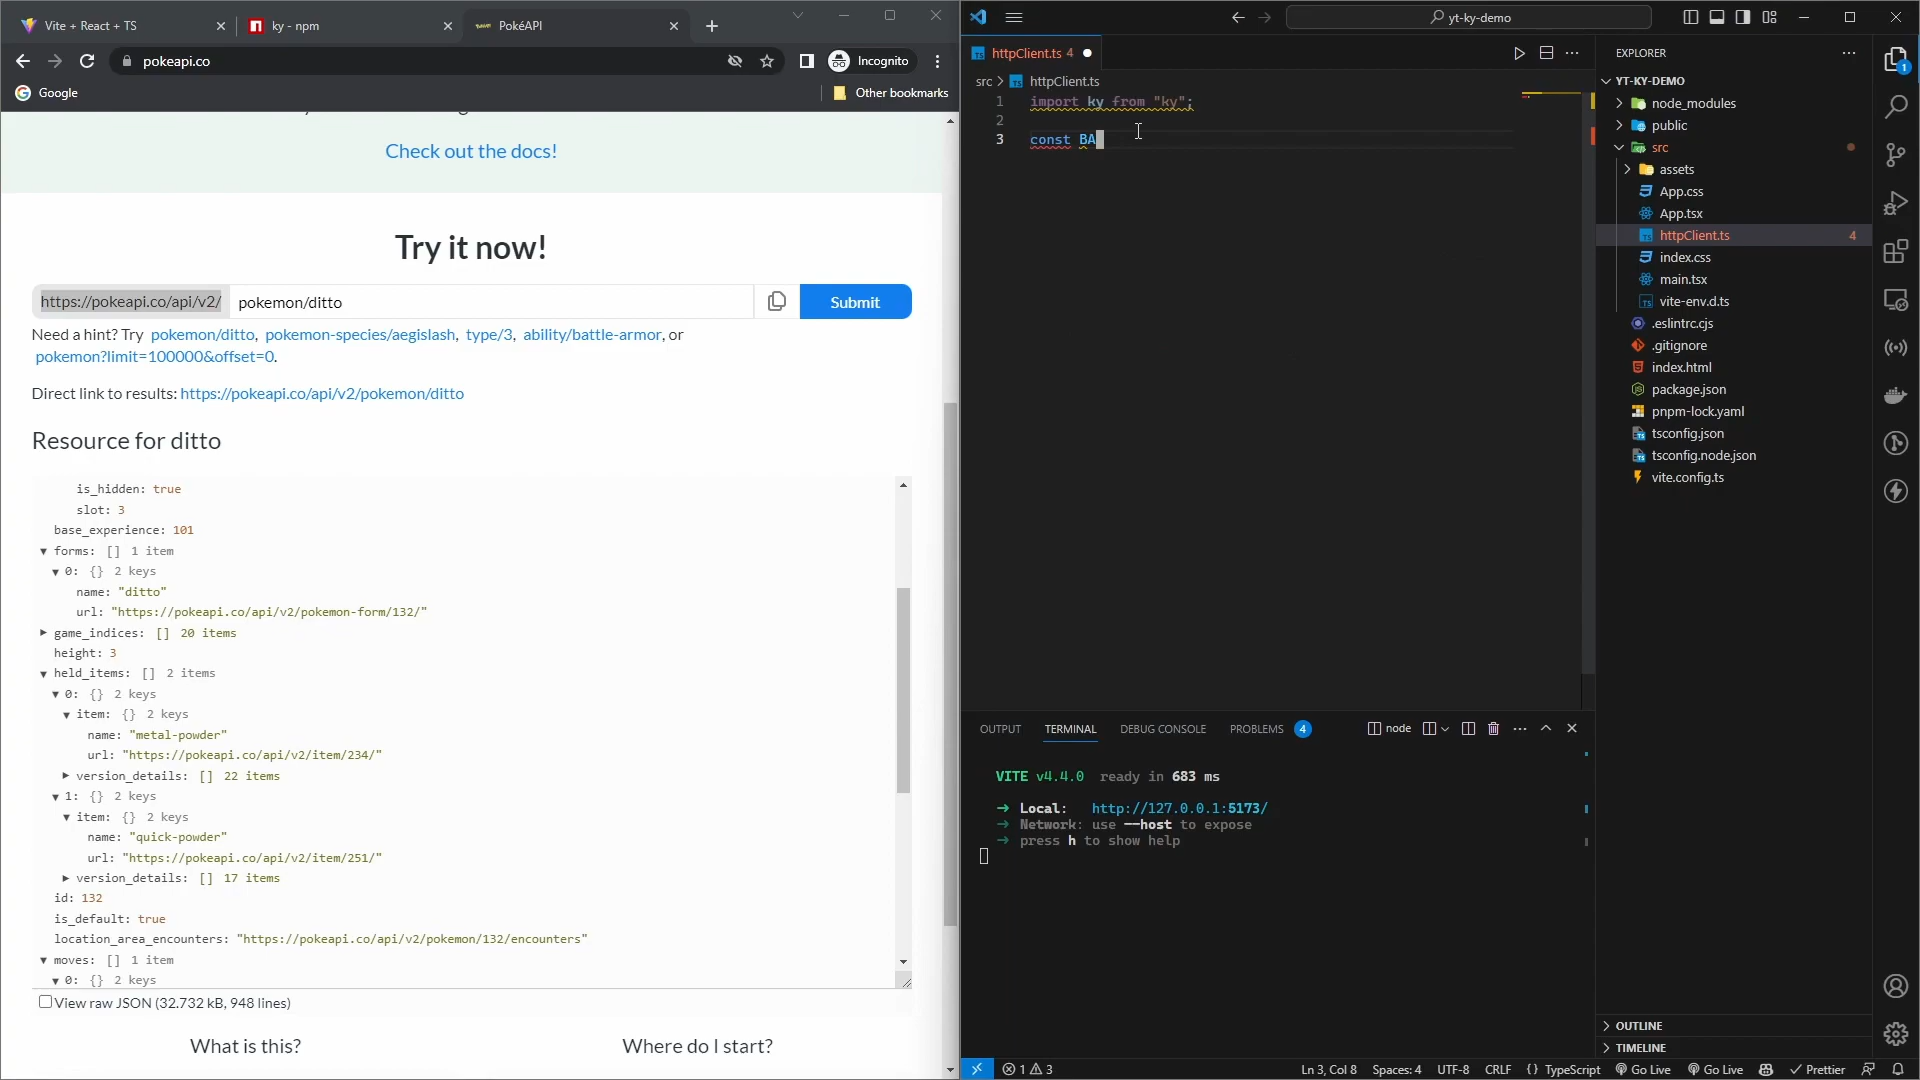 Vite + React + TS
ky - npm
PokéAPI
pokeapi.co
Incognito
Google
Other bookmarks
Check out the docs!
Try it now!
https://pokeapi.co/api/v2/
pokemon/ditto
Submit
Need a hint? Try pokemon/ditto, pokemon-species/aegislash, type/3, ability/battle-armor, or
pokemon?limit=100000&offset=0.
Direct link to results: https://pokeapi.co/api/v2/pokemon/ditto
Resource for ditto
is_hidden: true
slot: 3
base_experience: 101
forms: [] 1 item
0: {} 2 keys
name: "ditto"
url: "https://pokeapi.co/api/v2/pokemon-form/132/"
game_indices: [] 20 items
height: 3
held_items: [] 2 items
0: {} 2 keys
item: {} 2 keys
name: "metal-powder"
url: "https://pokeapi.co/api/v2/item/234/"
version_details: [] 22 items
1: {} 2 keys
item: {} 2 keys
name: "quick-powder"
url: "https://pokeapi.co/api/v2/item/251/"
version_details: [] 17 items
id: 132
is_default: true
location_area_encounters: "https://pokeapi.co/api/v2/pokemon/132/encounters"
moves: [] 1 item
0: {} 2 keys
View raw JSON (32.732 kB, 948 lines)
What is this?
Where do I start?
yt-ky-demo
httpClient.ts 4
src > httpClient.ts
1 import ky from "ky";
2
3 const BA
OUTPUT
TERMINAL
DEBUG CONSOLE
PROBLEMS 4
node
VITE v4.4.0 ready in 683 ms
➜ Local: http://127.0.0.1:5173/
➜ Network: use --host to expose
➜ press h to show help
EXPLORER
YT-KY-DEMO
node_modules
public
src
assets
App.css
App.tsx
httpClient.ts 4
index.css
main.tsx
vite-env.d.ts
.eslintrc.cjs
.gitignore
index.html
package.json
pnpm-lock.yaml
tsconfig.json
tsconfig.node.json
vite.config.ts
OUTLINE
TIMELINE
1
1 3
Ln 3, Col 8
Spaces: 4
UTF-8
CRLF
{} TypeScript
Go Live
Go Live
Prettier